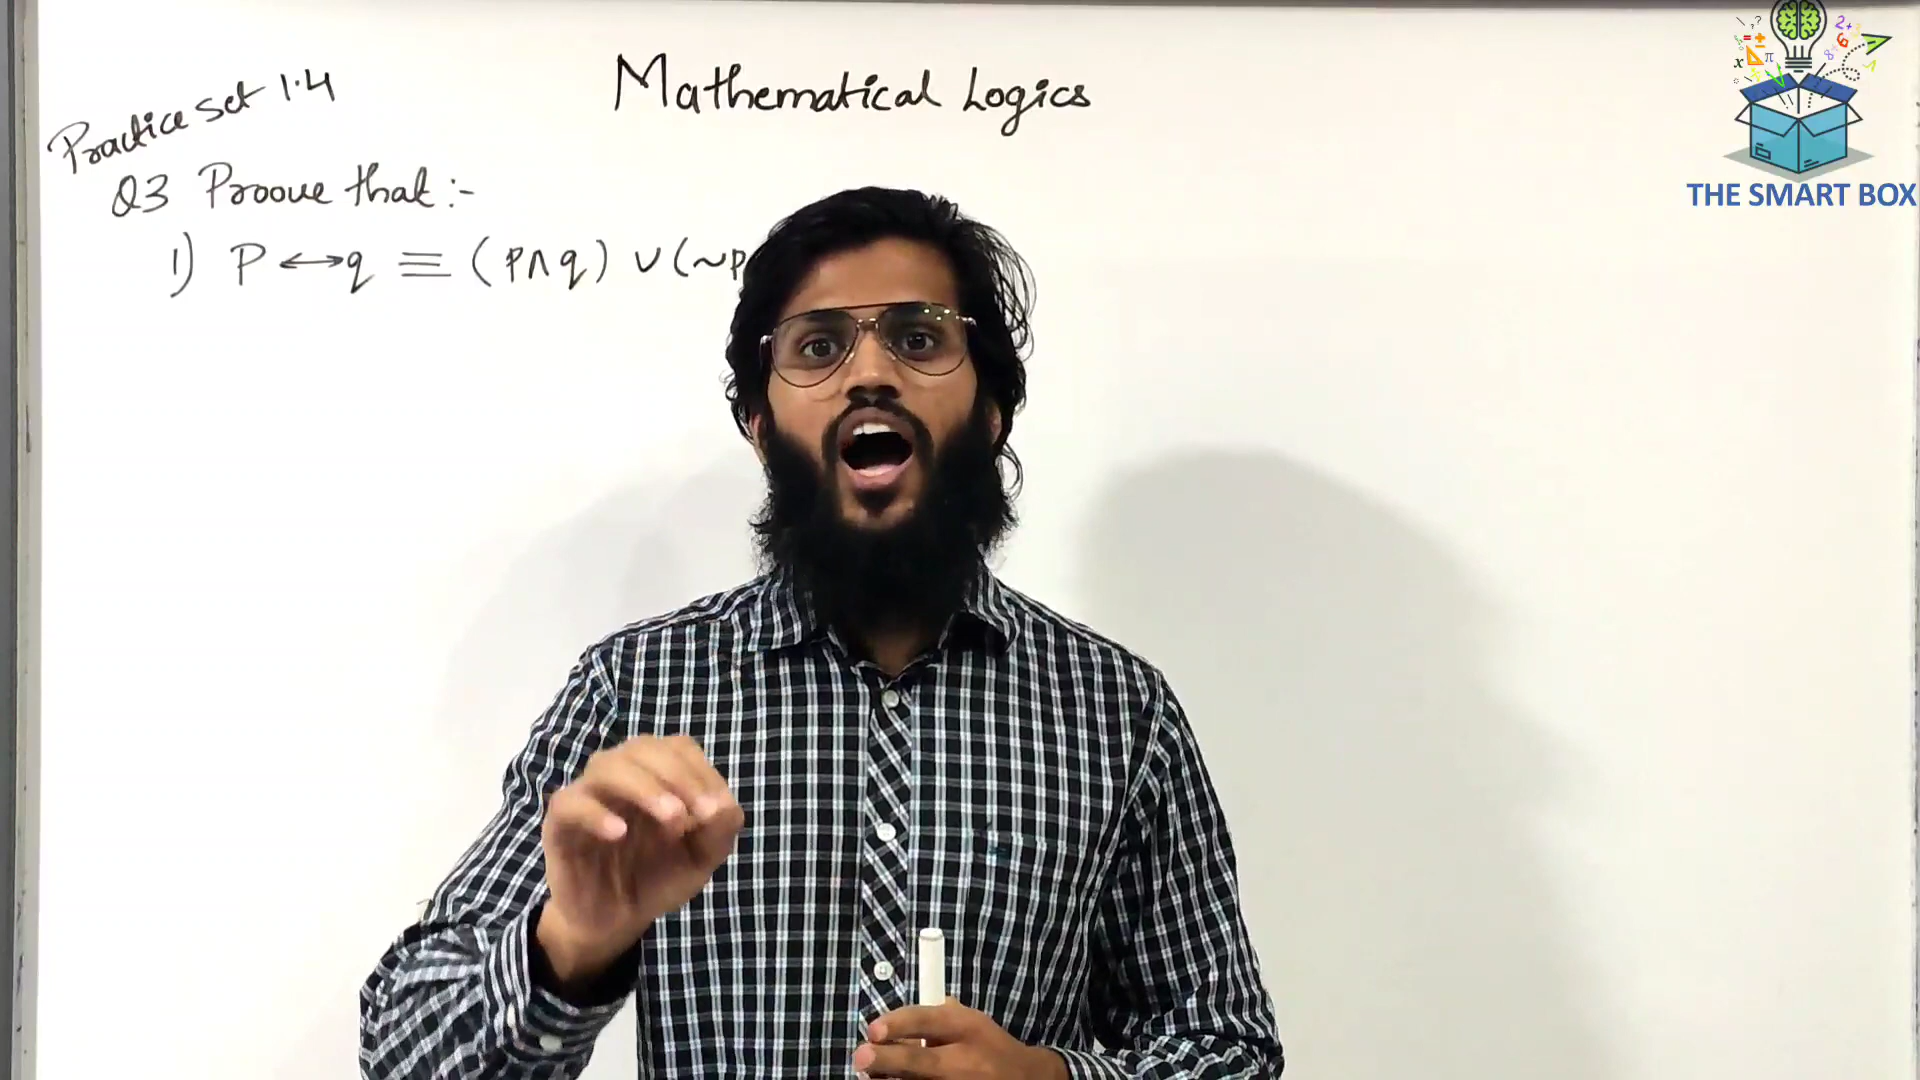 Mathematical Logics
Practice set 1.4
Q3 Proove that :-
1) P ↔ q ≡ (p ∧ q) ∨ (~p
THE SMART BOX